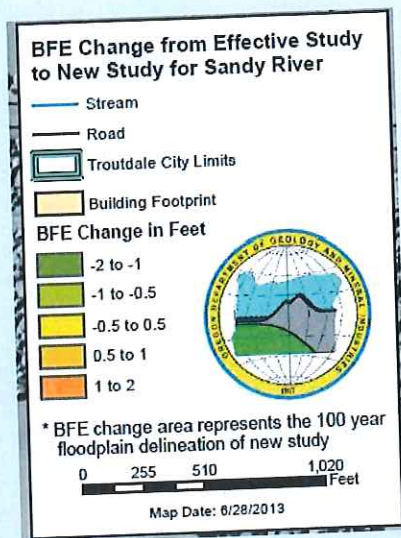 BFE Change from Effective Study
to New Study for Sandy River
Stream
Road
Troutdale City Limits
Building Footprint
BFE Change in Feet
-2 to -1
-1 to -0.5
-0.5 to 0.5
0.5 to 1
1 to 2
OREGON DEPARTMENT OF GEOLOGY AND MINERAL INDUSTRIES
1937
* BFE change area represents the 100 year
floodplain delineation of new study
0 255 510 1,020
Feet
Map Date: 6/28/2013